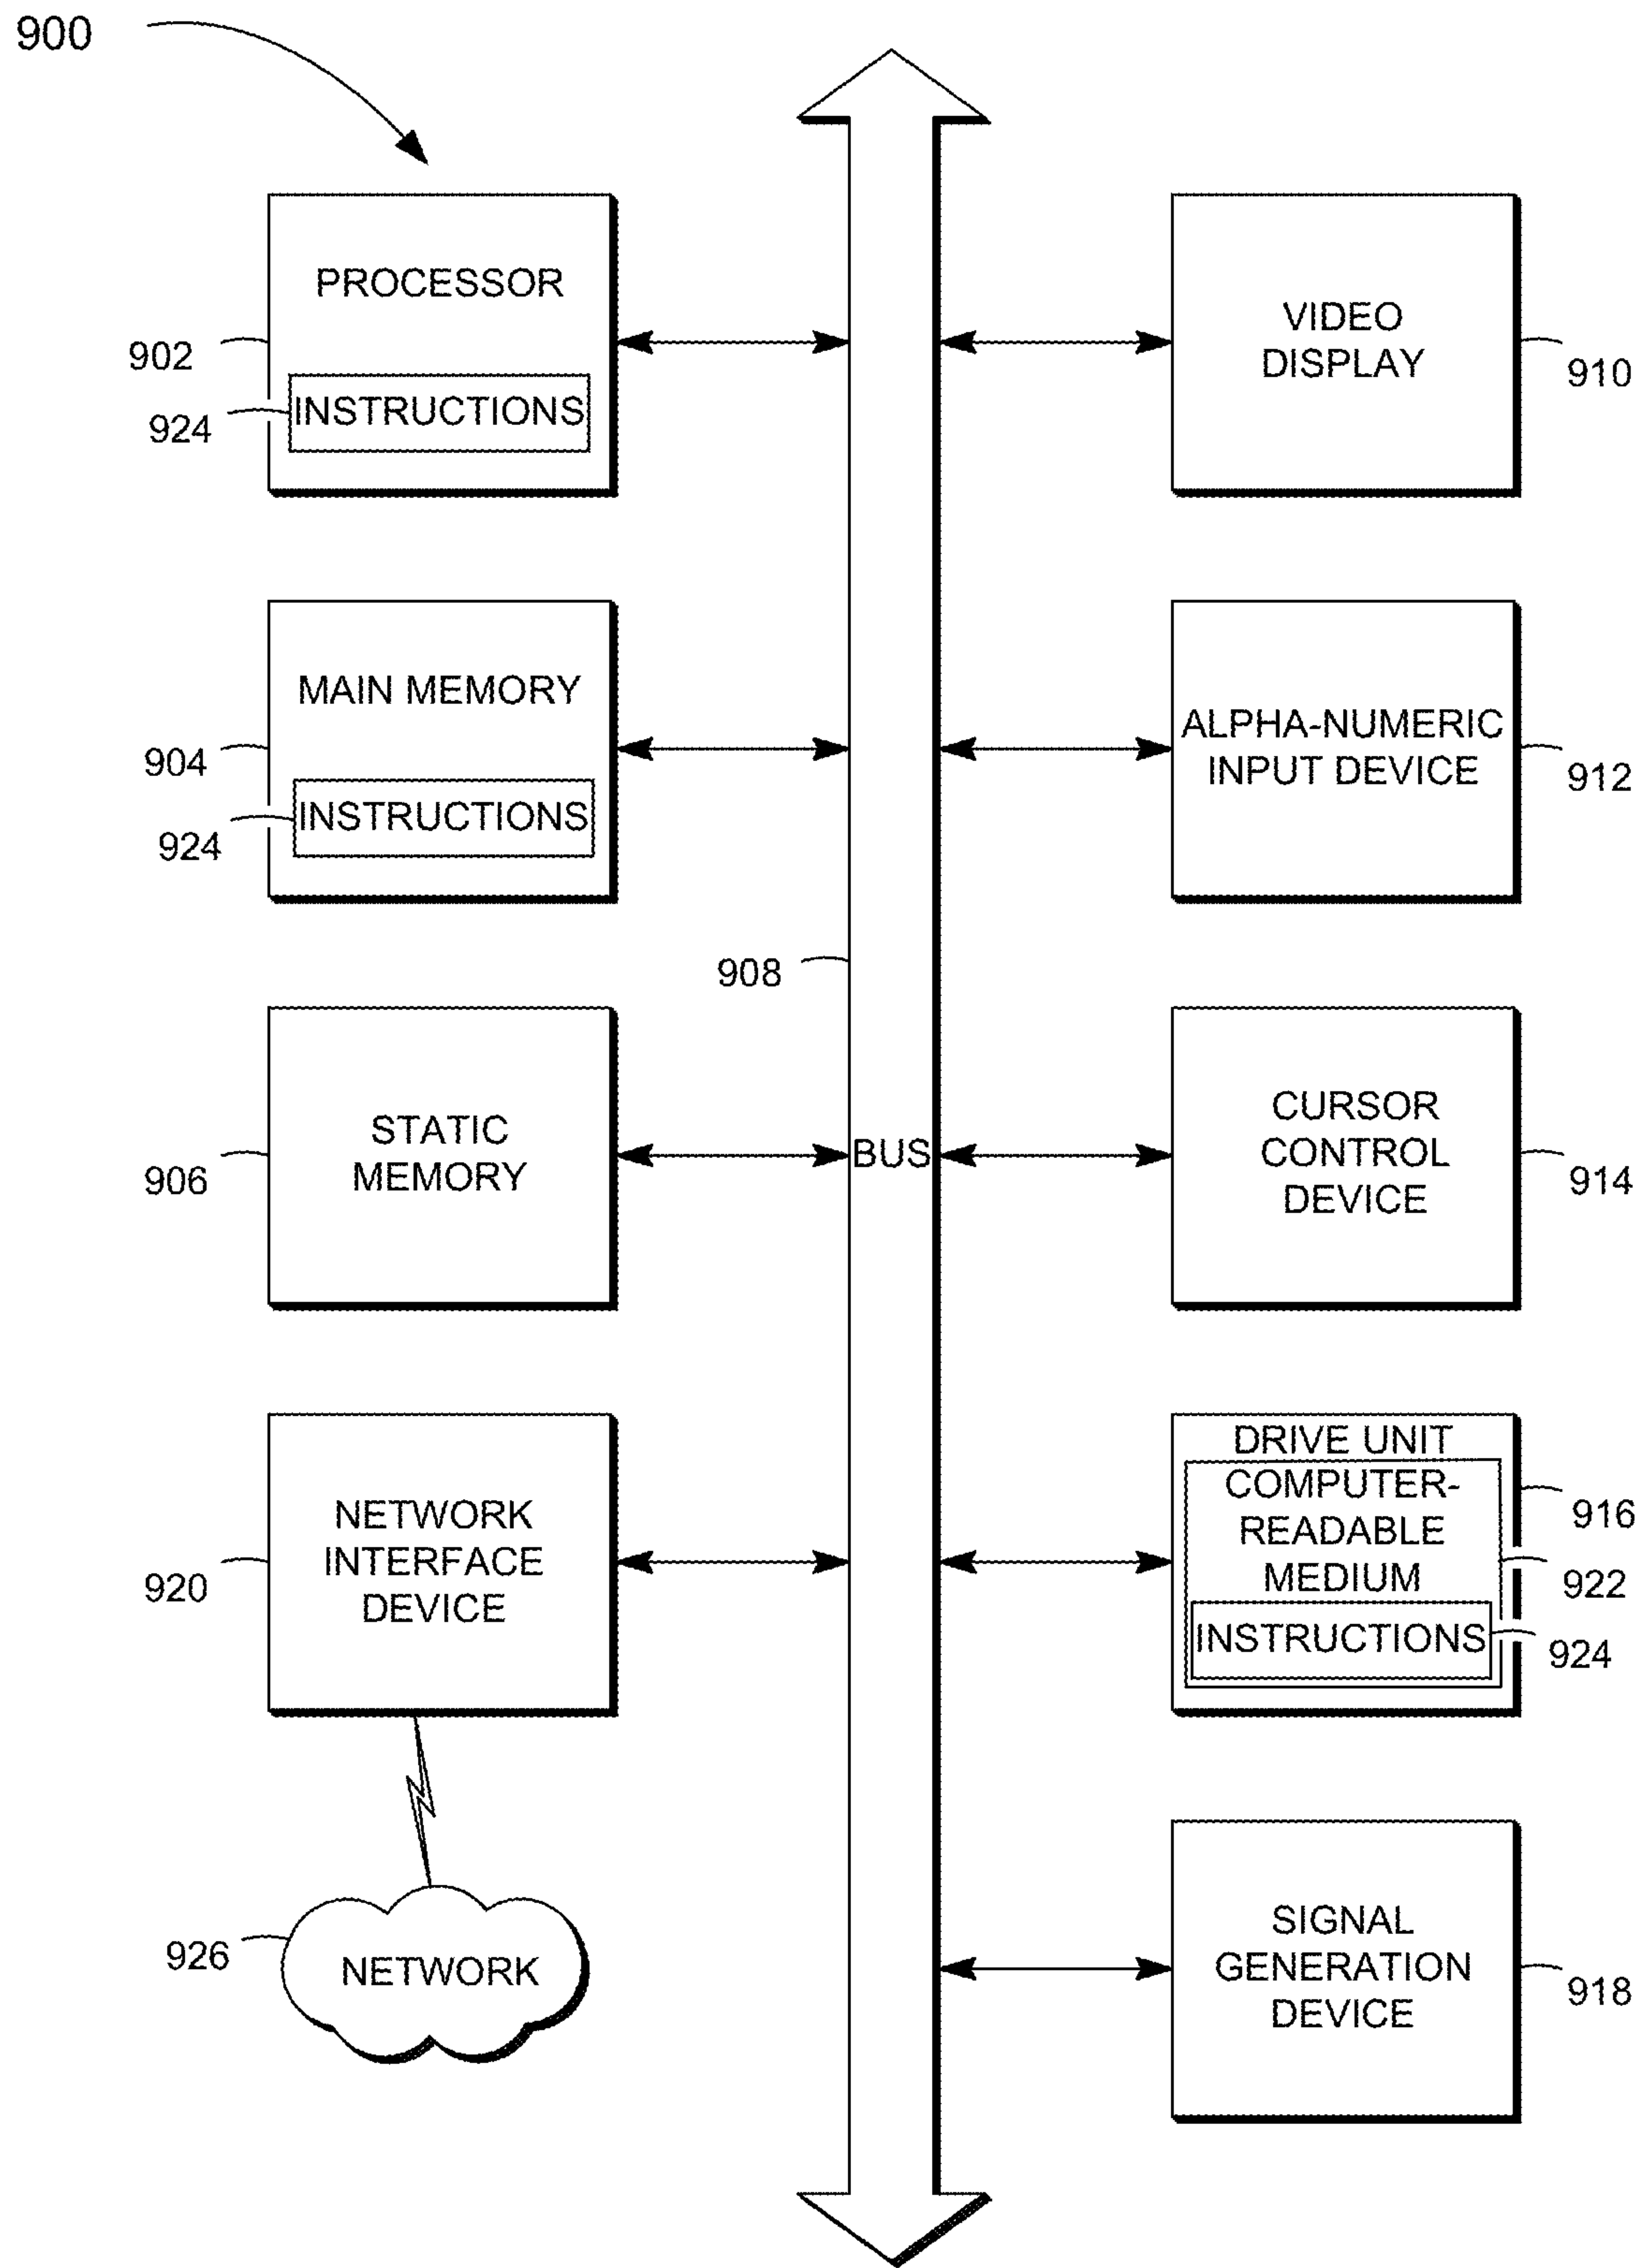 900
PROCESSOR
902
INSTRUCTIONS
924
VIDEO
DISPLAY
910
MAIN MEMORY
904
INSTRUCTIONS
924
ALPHA-NUMERIC
INPUT DEVICE
912
908
STATIC
MEMORY
906
BUS
CURSOR
CONTROL
DEVICE
914
NETWORK
INTERFACE
DEVICE
920
DRIVE UNIT
916
COMPUTER-
READABLE
MEDIUM
922
INSTRUCTIONS
924
926
NETWORK
SIGNAL
GENERATION
DEVICE
918